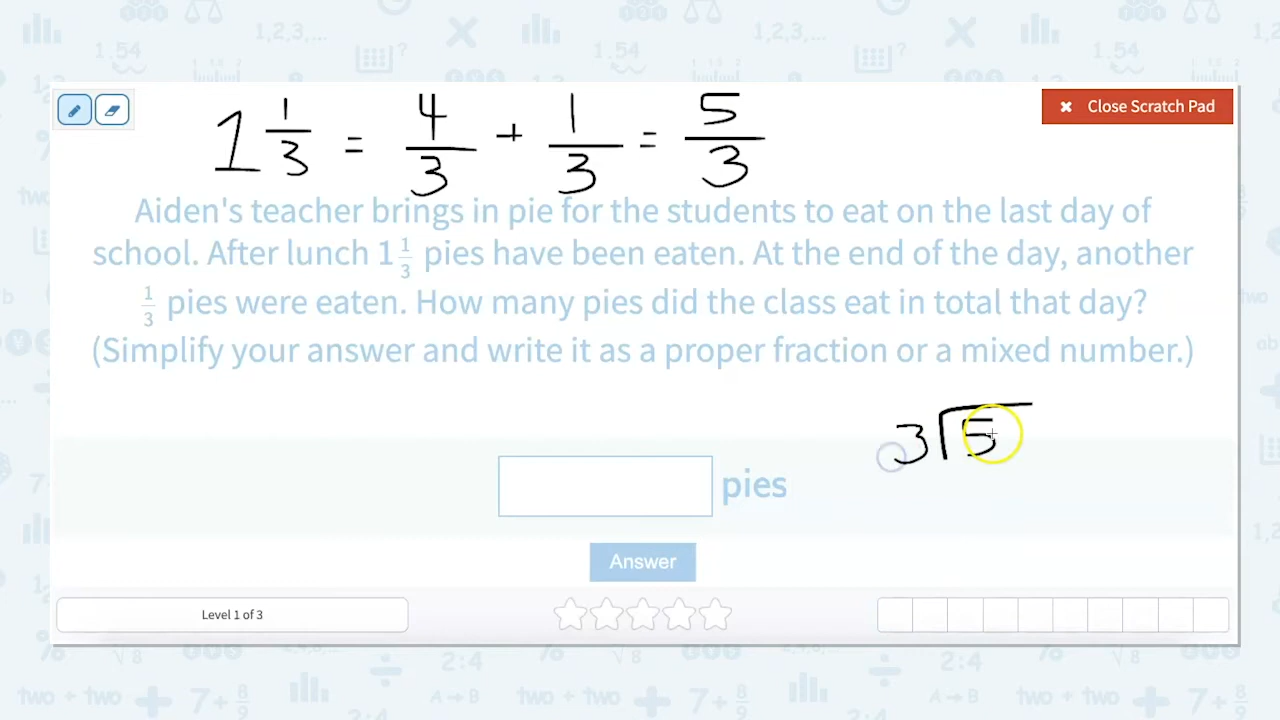 Close Scratch Pad
1 1/3 = 4/3 + 1/3 = 5/3
Aiden's teacher brings in pie for the students to eat on the last day of
school. After lunch 1 1/3 pies have been eaten. At the end of the day, another
1/3 pies were eaten. How many pies did the class eat in total that day?
(Simplify your answer and write it as a proper fraction or a mixed number.)
3 5
pies
Answer
Level 1 of 3